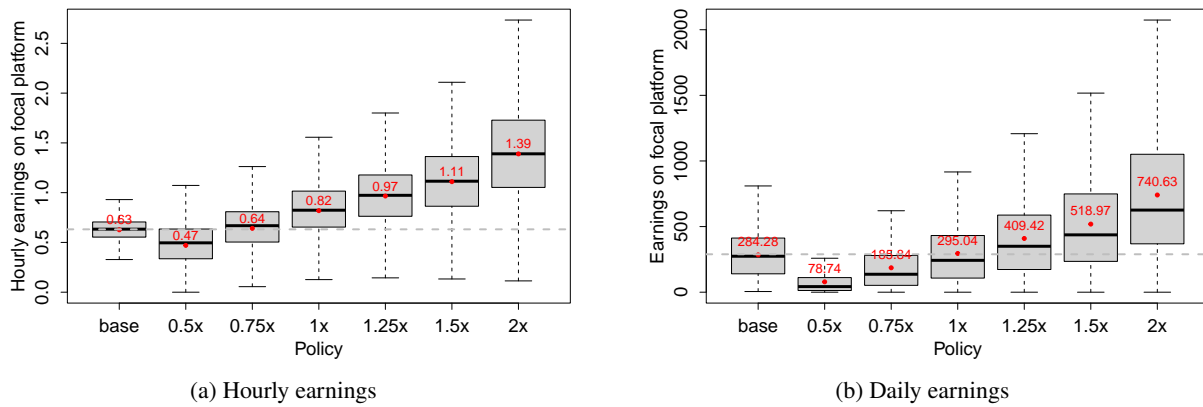 Hourly earnings on focal platform
0.0 0.5 1.0 1.5 2.0 2.5
0.63 0.47 0.64 0.82 0.97 1.11 1.39
base 0.5x 0.75x 1x 1.25x 1.5x 2x
Policy
(a) Hourly earnings
Earnings on focal platform
0 500 1000 1500 2000
284.28 78.74 185.84 295.04 409.42 518.97 740.63
base 0.5x 0.75x 1x 1.25x 1.5x 2x
Policy
(b) Daily earnings